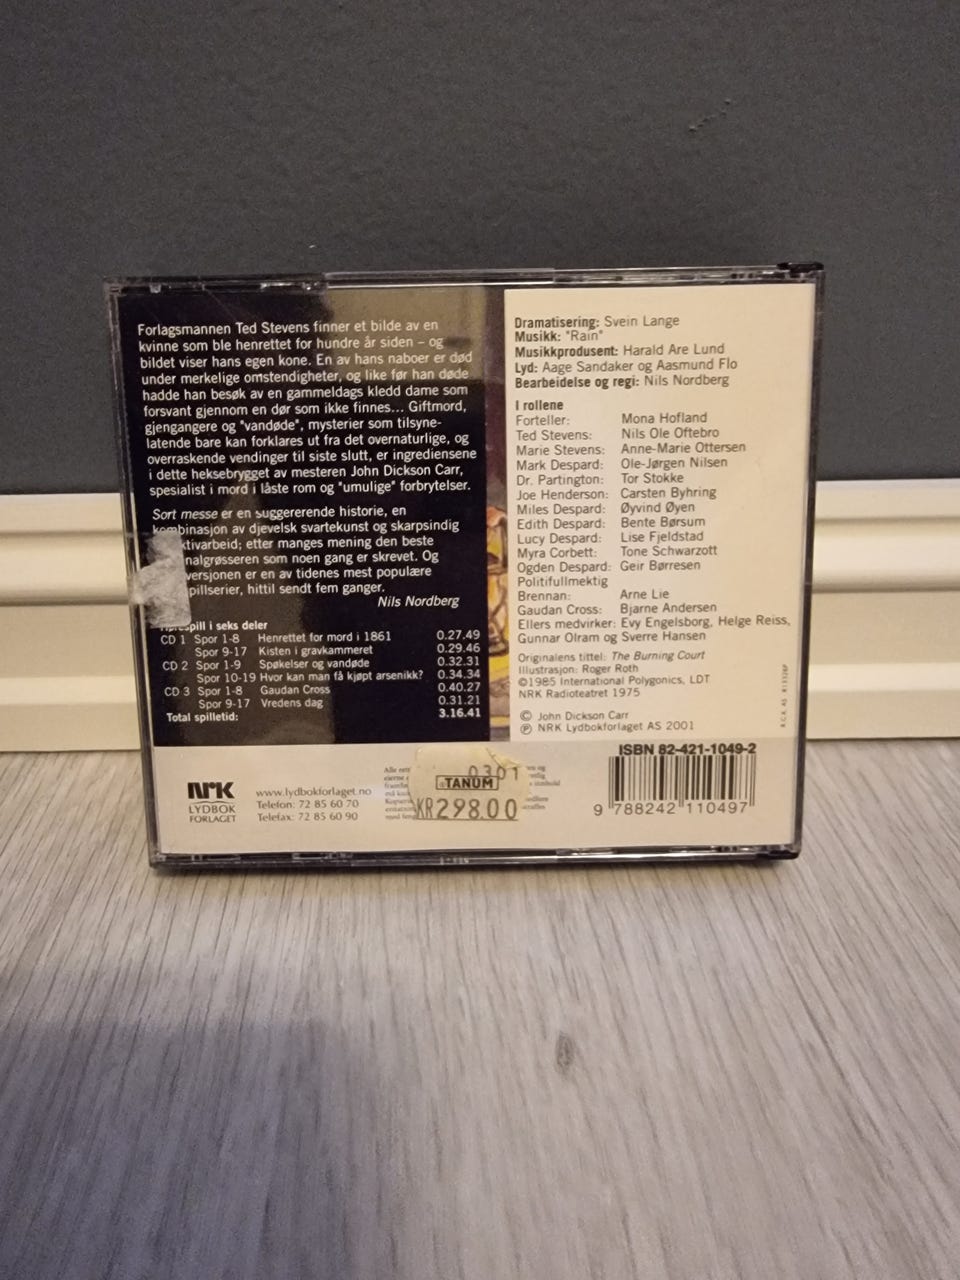 Forlagsmannen Ted Stevens finner et bilde av en
kvinne som ble henrettet for hundre år siden – og
bildet viser hans egen kone. En av hans naboer er død
under merkelige omstendigheter, og like før han døde
hadde han besøk av en gammeldags kledd dame som
forsvant gjennom en dør som ikke finnes... Giftmord,
gjengangere og "vandøde", mysterier som tilsyne-
latende bare kan forklares ut fra det overnaturlige, og
overraskende vendinger til siste slutt, er ingrediensene
i dette heksebrygget av mesteren John Dickson Carr,
spesialist i mord i låste rom og "umulige" forbrytelser.
Sort messe er en suggererende historie, en
kombinasjon av djevelsk svartekunst og skarpsindig
ktivarbeid; etter manges mening den beste
nalgrøsseren som noen gang er skrevet. Og
versjonen er en av tidenes mest populære
pillserier, hittil sendt fem ganger.
Nils Nordberg
spill i seks deler
CD 1 Spor 1-8 Henrettet for mord i 1861 0.27.49
Spor 9-17 Kisten i gravkammeret 0.29.46
CD 2 Spor 1-9 Spøkelser og vandøde 0.32.31
Spor 10-19 Hvor kan man få kjøpt arsenikk? 0.34.34
CD 3 Spor 1-8 Gaudan Cross 0.40.27
Spor 9-17 Vredens dag 0.31.21
Total spilletid: 3.16.41
Dramatisering: Svein Lange
Musikk: "Rain"
Musikkprodusent: Harald Are Lund
Lyd: Aage Sandaker og Aasmund Flo
Bearbeidelse og regi: Nils Nordberg
I rollene
Forteller: Mona Hofland
Ted Stevens: Nils Ole Oftebro
Marie Stevens: Anne-Marie Ottersen
Mark Despard: Ole-Jørgen Nilsen
Dr. Partington: Tor Stokke
Joe Henderson: Carsten Byhring
Miles Despard: Øyvind Øyen
Edith Despard: Bente Børsum
Lucy Despard: Lise Fjeldstad
Myra Corbett: Tone Schwarzott
Ogden Despard: Geir Børresen
Politifullmektig
Brennan: Arne Lie
Gaudan Cross: Bjarne Andersen
Ellers medvirker: Evy Engelsborg, Helge Reiss,
Gunnar Olram og Sverre Hansen
Originalens tittel: The Burning Court
Illustrasjon: Roger Roth
©1985 International Polygonics, LDT
NRK Radioteatret 1975
© John Dickson Carr
℗ NRK Lydbokforlaget AS 2001
NRK
LYDBOK
FORLAGET
www.lydbokforlaget.no
Telefon: 72 85 60 70
Telefax: 72 85 60 90
0301
TANUM
KR298.00
ISBN 82-421-1049-2
9 788242 110497